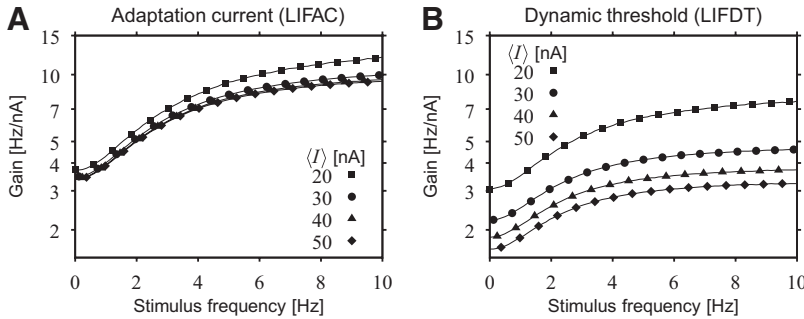 A Adaptation current (LIFAC)
15
10
7
5
4
3
2
Gain [Hz/nA]
⟨I⟩ [nA]
20
30
40
50
0 2 4 6 8 10
Stimulus frequency [Hz]
B Dynamic threshold (LIFDT)
15
10
7
5
4
3
2
Gain [Hz/nA]
⟨I⟩ [nA]
20
30
40
50
0 2 4 6 8 10
Stimulus frequency [Hz]